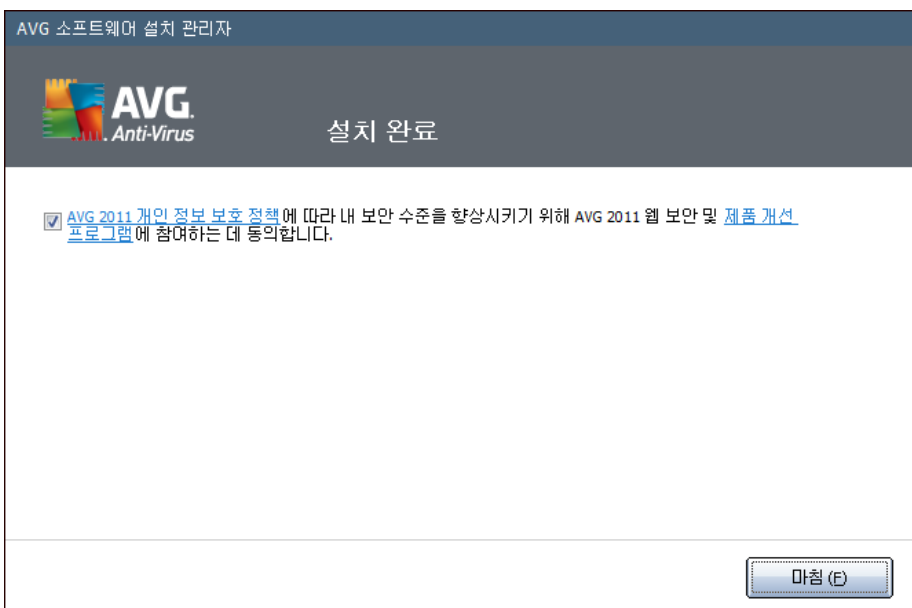 AVG 소프트웨어 설치 관리자
AVG.
Anti-Virus
설치 완료
AVG 2011 개인 정보 보호 정책에 따라 내 보안 수준을 향상시키기 위해 AVG 2011 웹 보안 및 제품 개선
프로그램에 참여하는 데 동의합니다.
마침 (F)